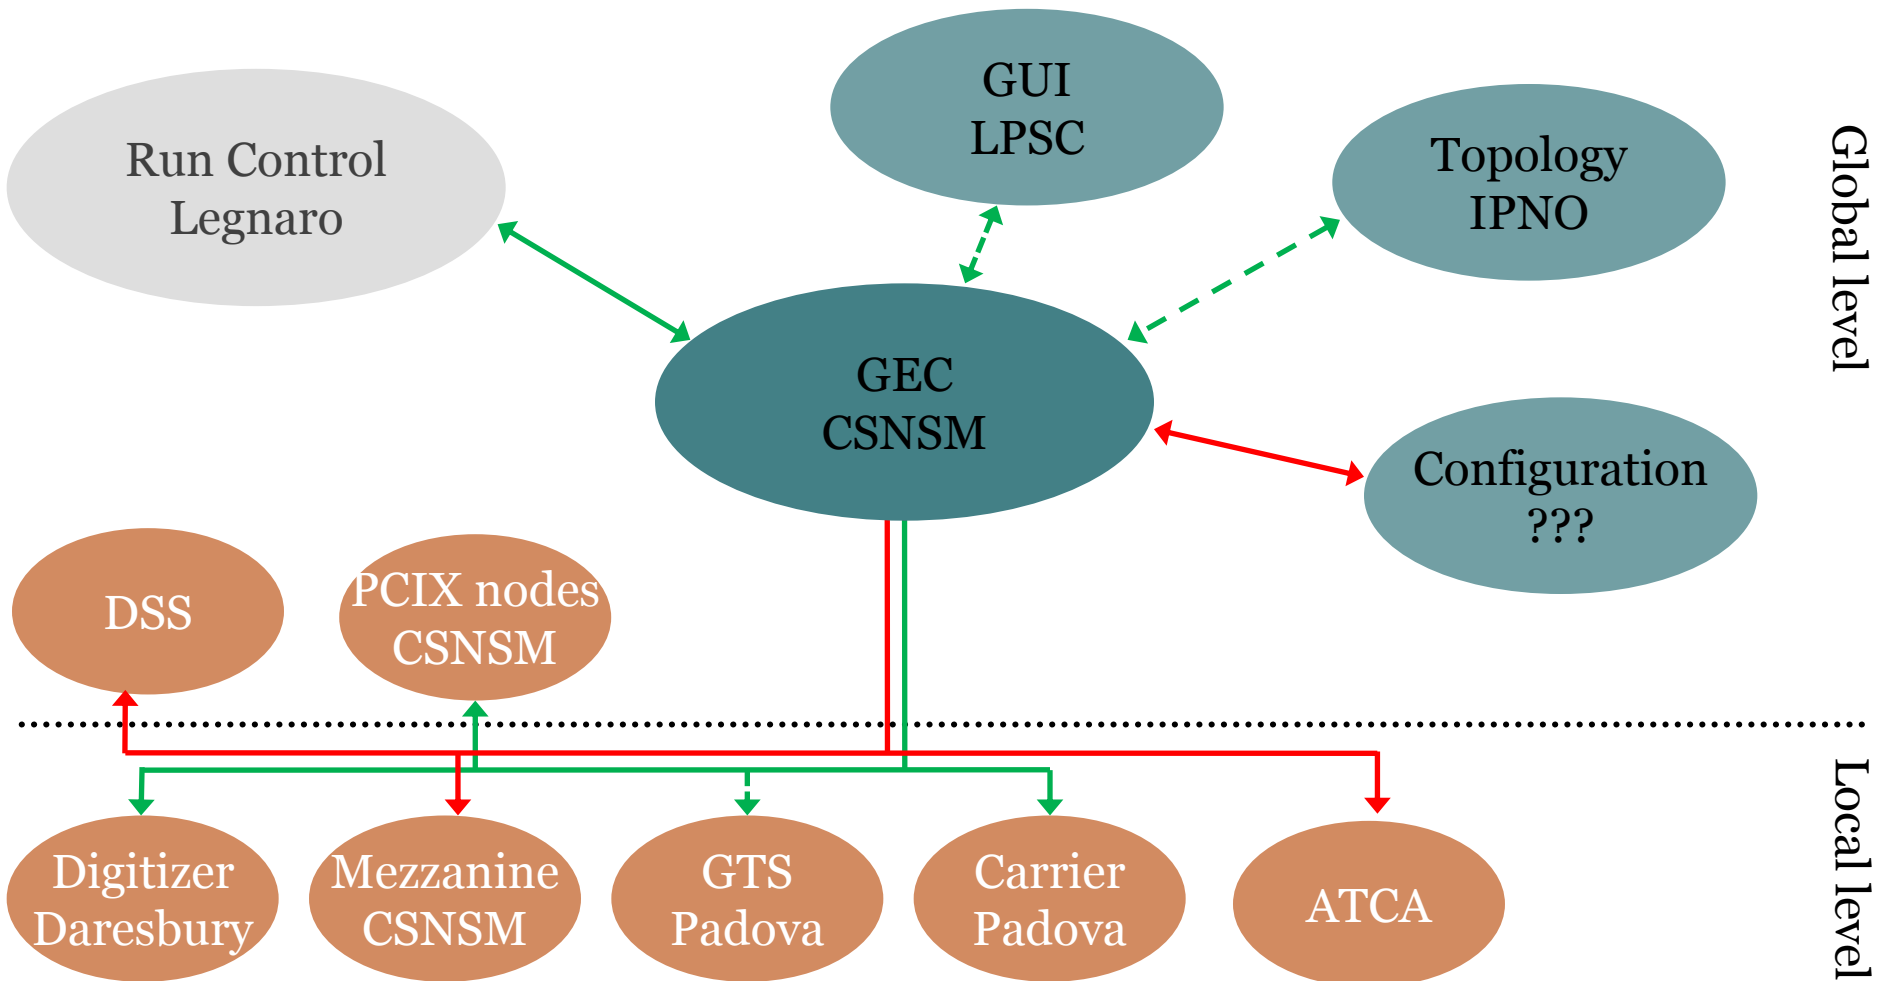 GUI
LPSC
Run Control
Legnaro
Topology
IPNO
Global level
GEC
CSNSM
Configuration
???
DSS
PCIX nodes
CSNSM
Local level
Digitizer
Daresbury
Mezzanine
CSNSM
GTS
Padova
Carrier
Padova
ATCA